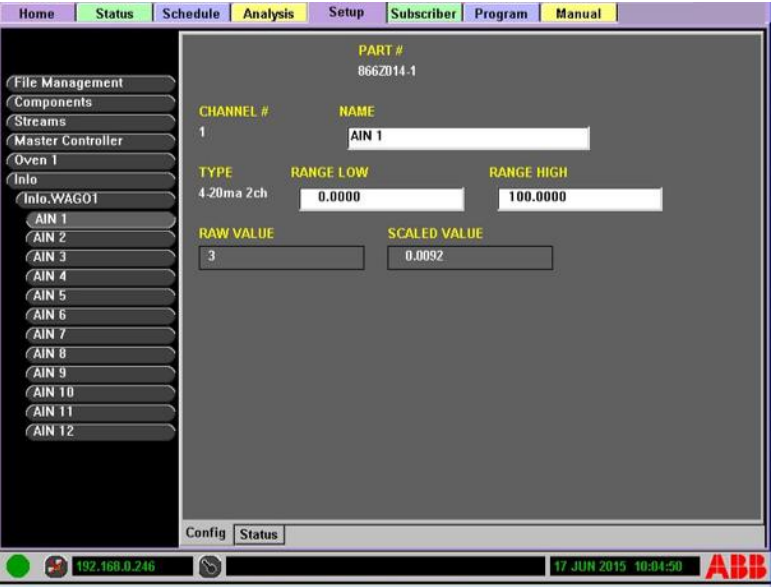 Home Status Schedule Analysis Setup Subscriber Program Manual
PART #
866Z014-1
File Management
Components
Streams
Master Controller
Oven 1
Info
Info.WAGO1
AIN 1
AIN 2
AIN 3
AIN 4
AIN 5
AIN 6
AIN 7
AIN 8
AIN 9
AIN 10
AIN 11
AIN 12
CHANNEL # NAME
1 AIN 1
TYPE RANGE LOW RANGE HIGH
4-20ma 2ch 0.0000 100.0000
RAW VALUE SCALED VALUE
3 0.0092
Config Status
192.168.0.246 17 JUN 2015 10:04:50 ABB